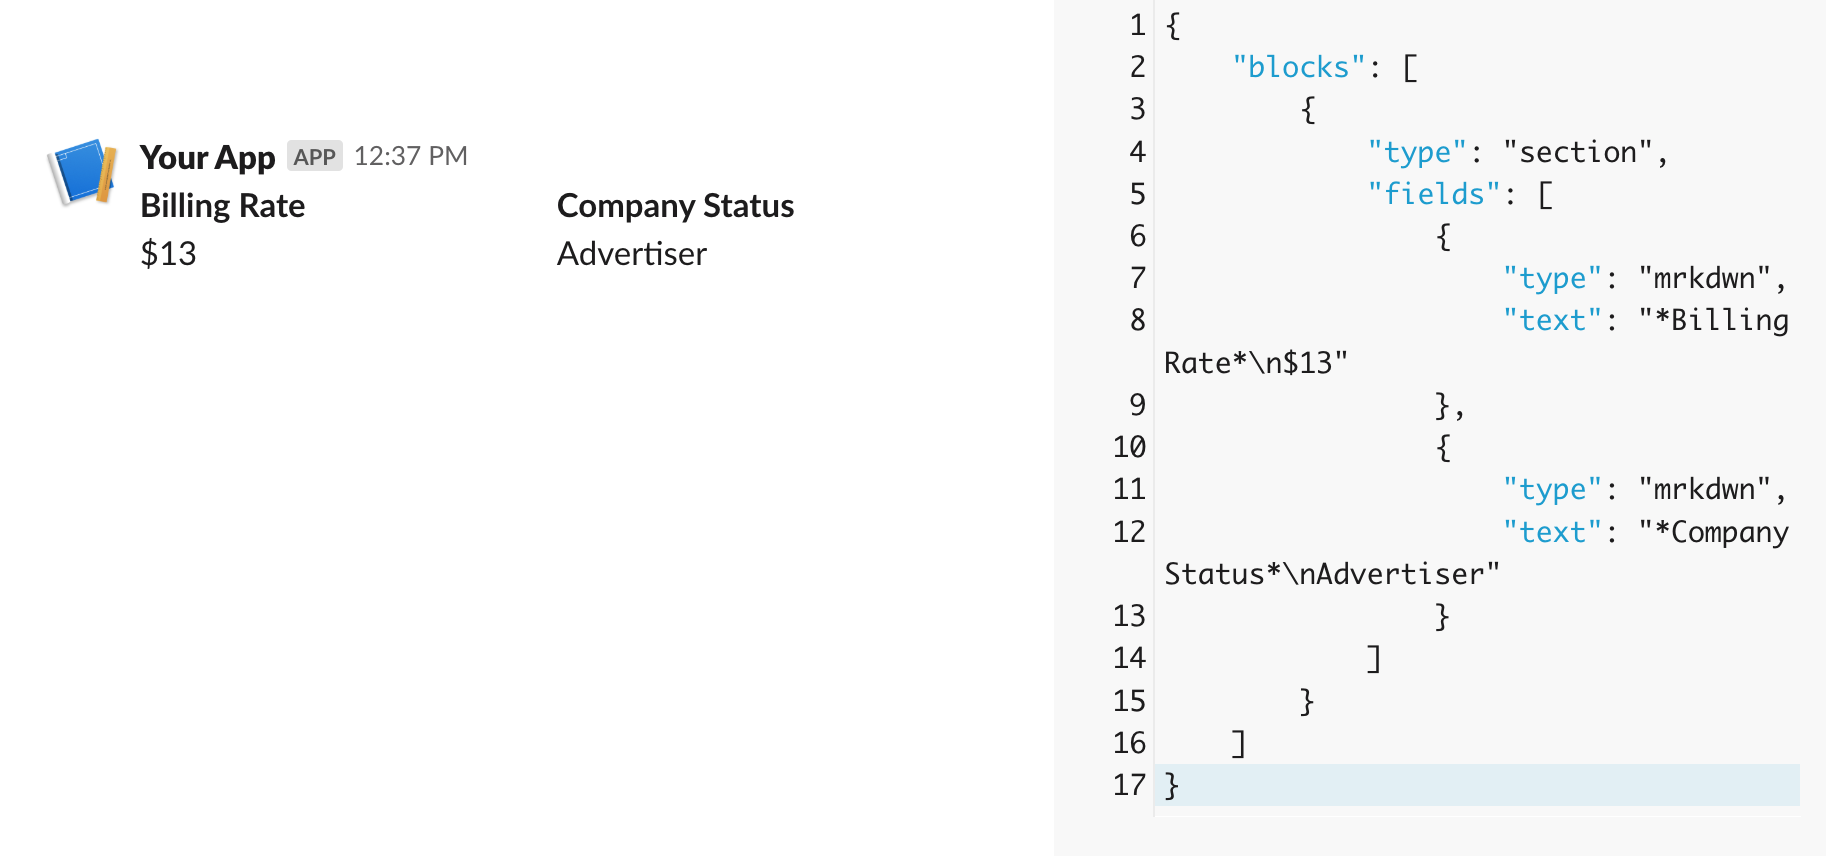 Your App APP 12:37 PM
Billing Rate Company Status
$13 Advertiser
1 {
2 "blocks": [
3 {
4 "type": "section",
5 "fields": [
6 {
7 "type": "mrkdwn",
8 "text": "*Billing
Rate*\n$13"
9 },
10 {
11 "type": "mrkdwn",
12 "text": "*Company
Status*\nAdvertiser"
13 }
14 ]
15 }
16 ]
17 }